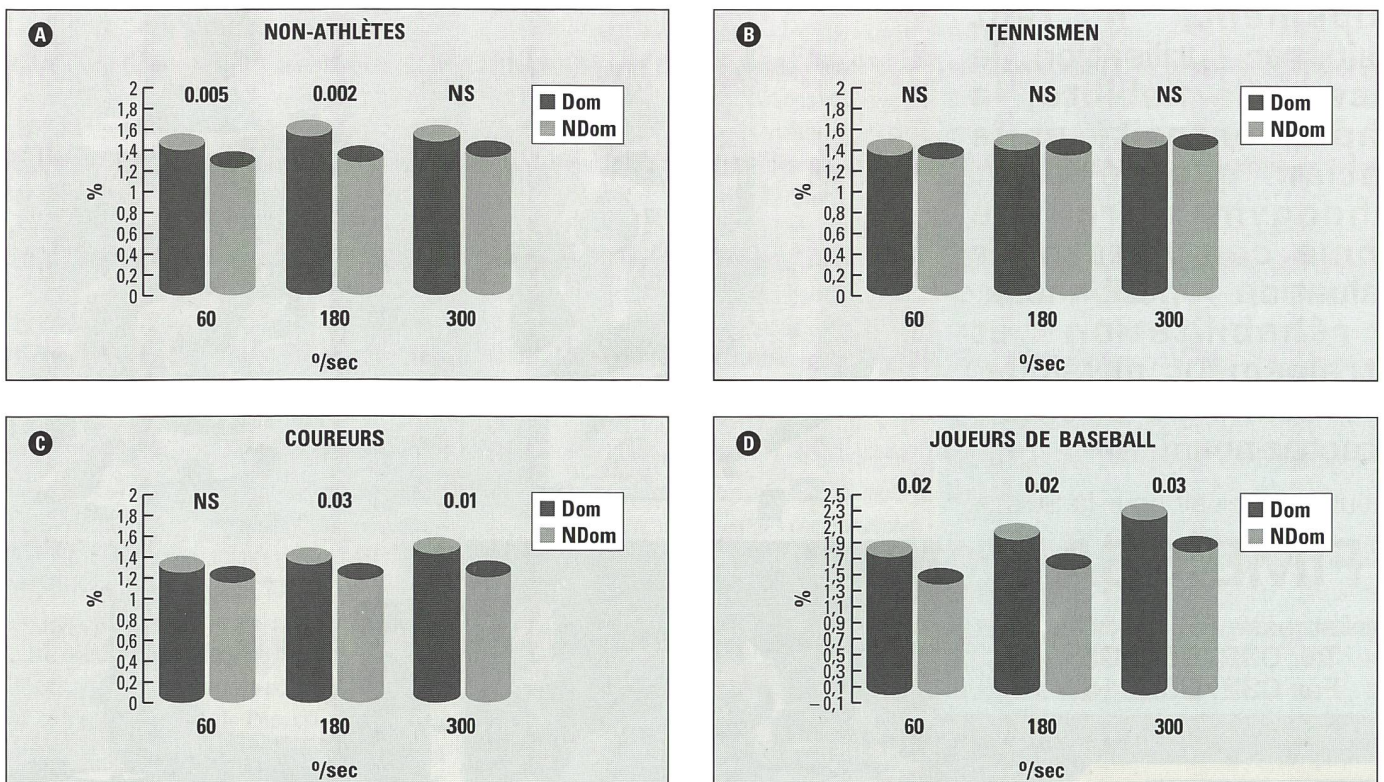 A
NON-ATHLÈTES
2
1,8
1,6
1,4
1,2
1
0,8
0,6
0,4
0,2
0
%
0.005 0.002 NS
Dom
NDom
60 180 300
º/sec
B
TENNISMEN
2
1,8
1,6
1,4
1,2
1
0,8
0,6
0,4
0,2
0
%
NS NS NS
Dom
NDom
60 180 300
º/sec
C
COUREURS
2
1,8
1,6
1,4
1,2
1
0,8
0,6
0,4
0,2
0
%
NS 0.03 0.01
Dom
NDom
60 180 300
º/sec
D
JOUEURS DE BASEBALL
2,5
2,3
2,1
1,9
1,7
1,5
1,3
1,1
0,9
0,7
0,5
0,3
0,1
−0,1
%
0.02 0.02 0.03
Dom
NDom
60 180 300
º/sec